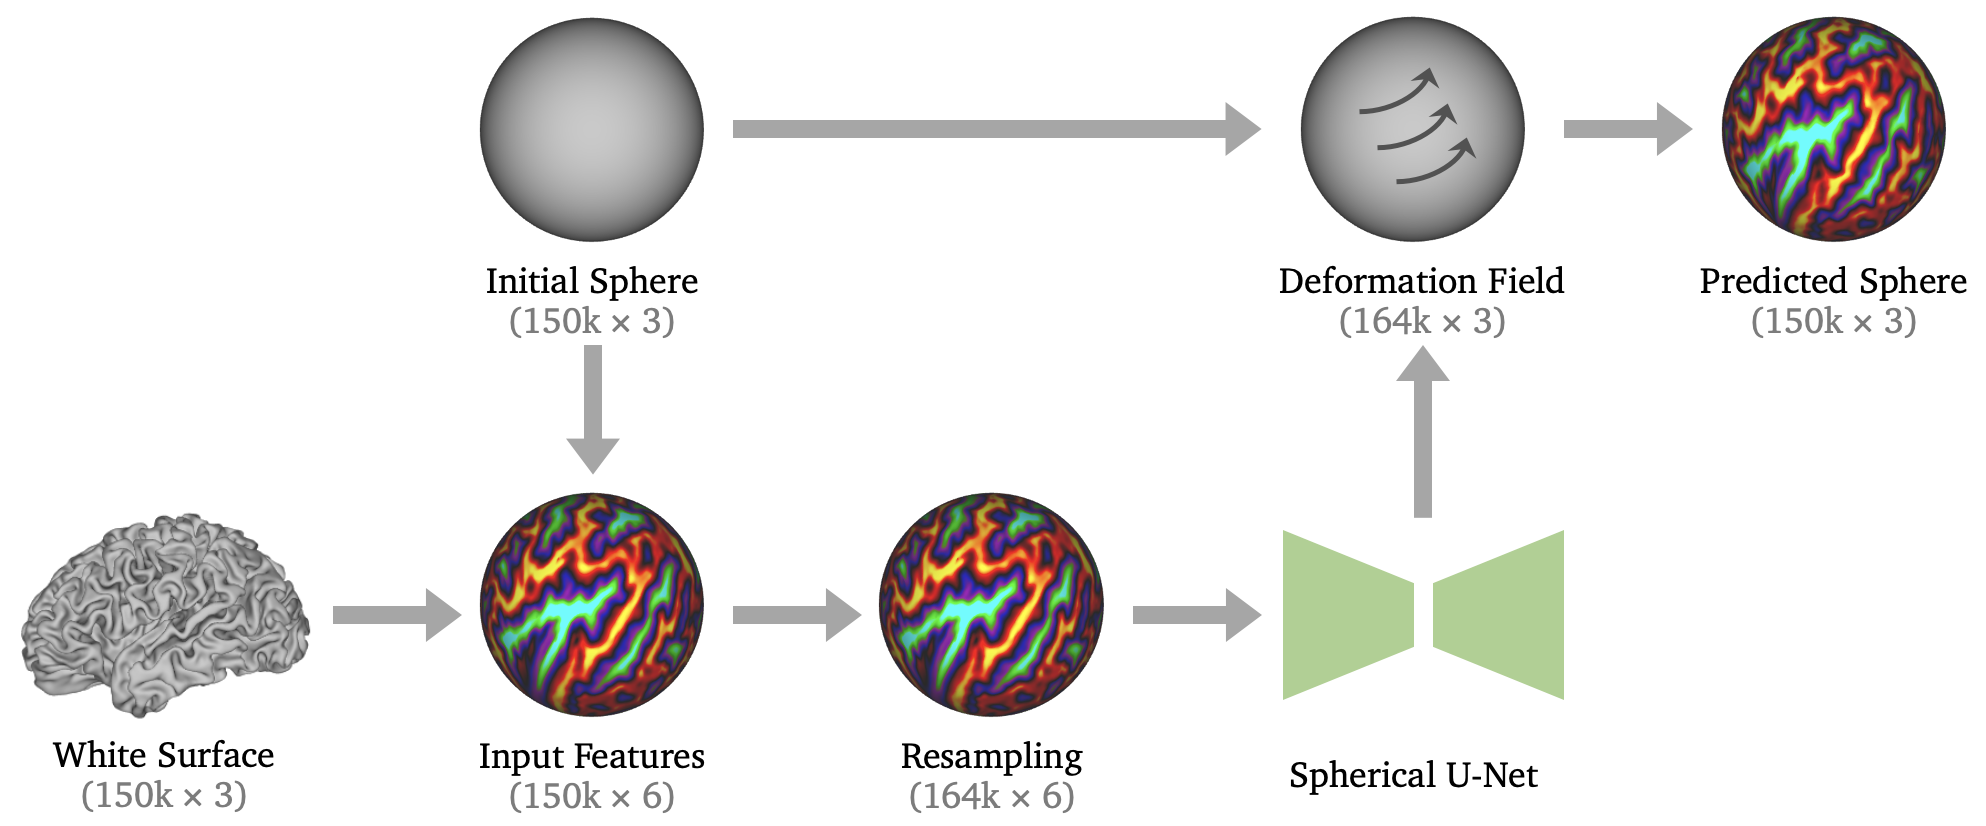 Initial Sphere
(150k × 3)
Deformation Field
(164k × 3)
Predicted Sphere
(150k × 3)
White Surface
(150k × 3)
Input Features
(150k × 6)
Resampling
(164k × 6)
Spherical U-Net